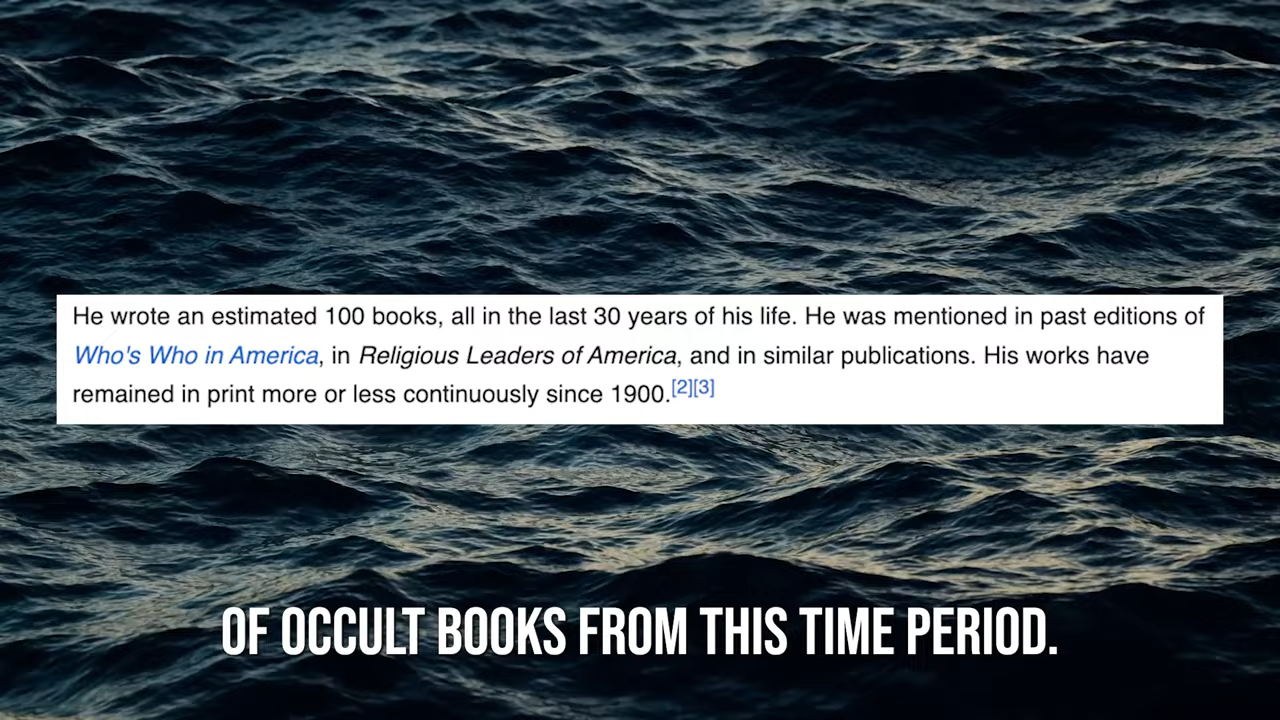 He wrote an estimated 100 books, all in the last 30 years of his life. He was mentioned in past editions of
Who's Who in America, in Religious Leaders of America, and in similar publications. His works have
remained in print more or less continuously since 1900.[2][3]
OF OCCULT BOOKS FROM THIS TIME PERIOD.